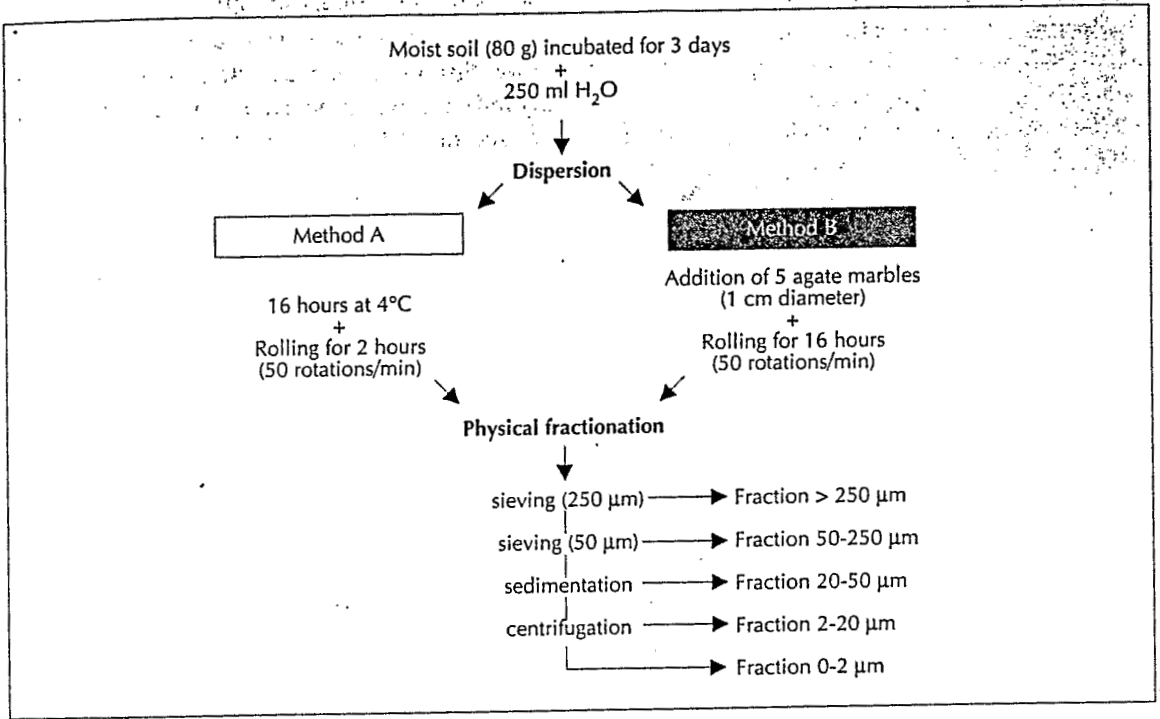 Moist soil (80 g) incubated for 3 days
+
250 ml H₂O
Dispersion
Method A
Method B
16 hours at 4°C
+
Rolling for 2 hours
(50 rotations/min)
Addition of 5 agate marbles
(1 cm diameter)
+
Rolling for 16 hours
(50 rotations/min)
Physical fractionation
sieving (250 µm)
Fraction > 250 µm
sieving (50 µm)
Fraction 50-250 µm
sedimentation
Fraction 20-50 µm
centrifugation
Fraction 2-20 µm
Fraction 0-2 µm